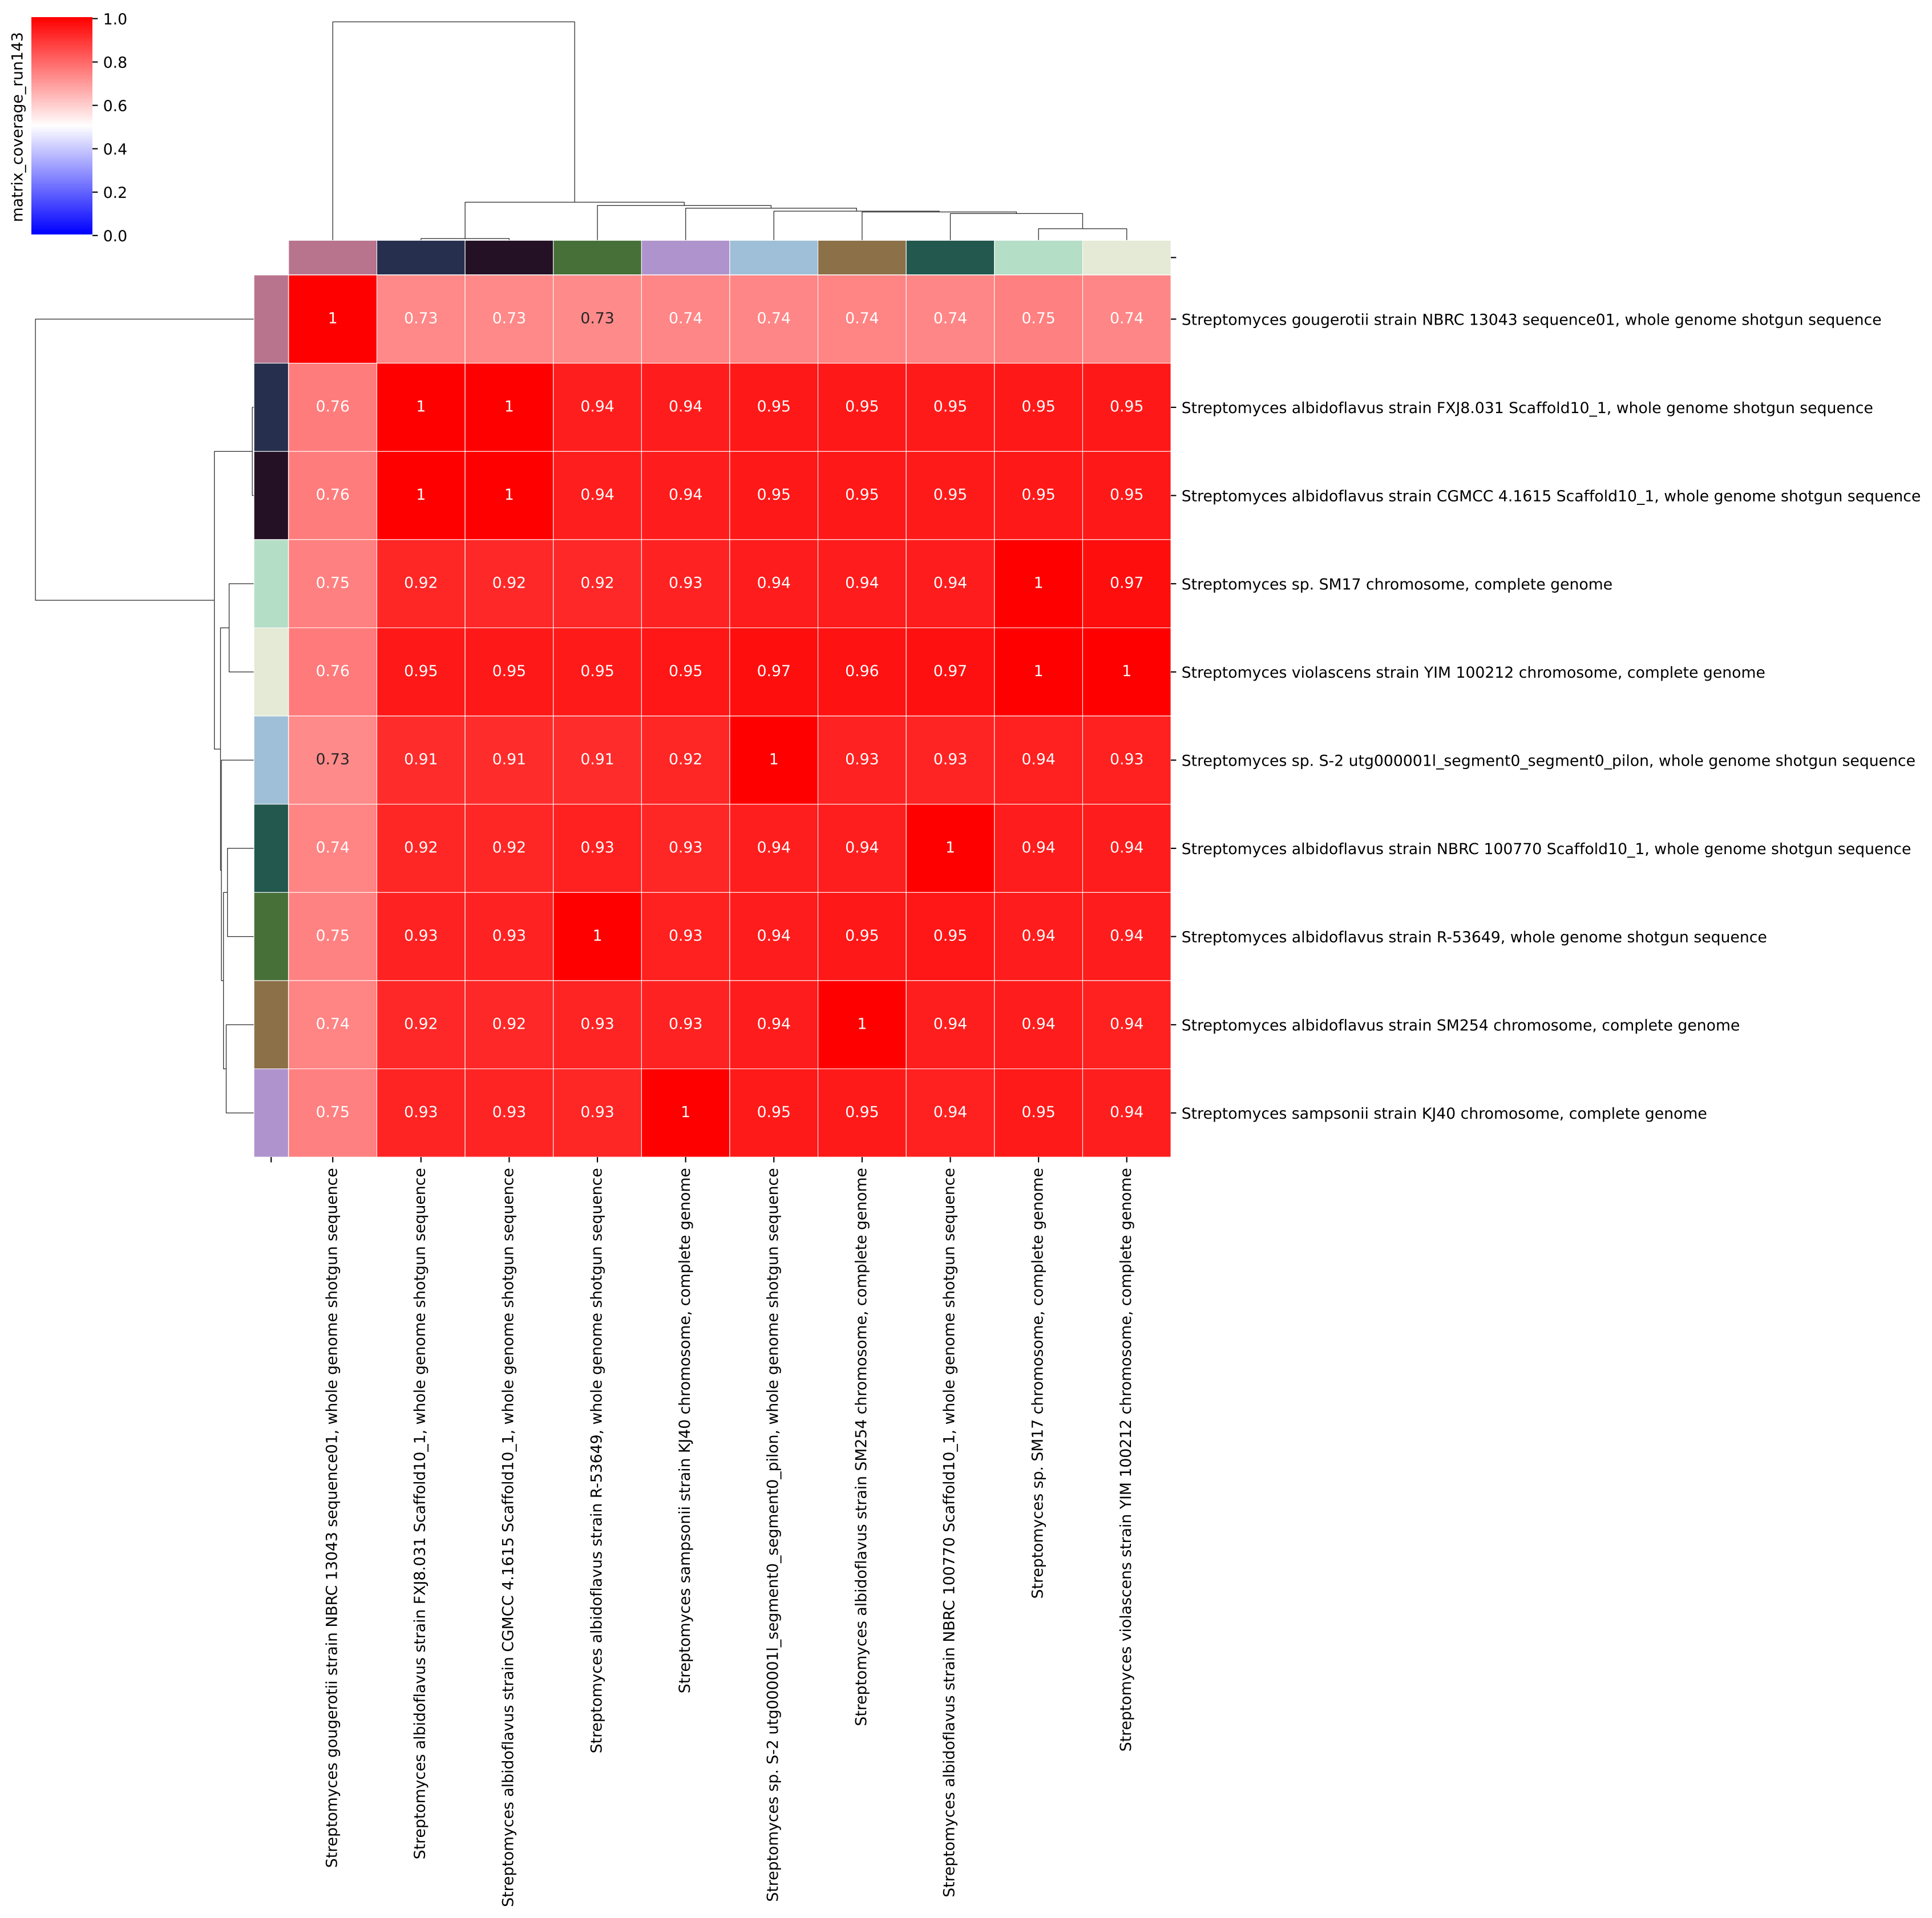 matrix_coverage_run143
1.0
0.8
0.6
0.4
0.2
0.0
1 0.73 0.73 0.73 0.74 0.74 0.74 0.74 0.75 0.74 Streptomyces gougerotii strain NBRC 13043 sequence01, whole genome shotgun sequence
0.76 1 1 0.94 0.94 0.95 0.95 0.95 0.95 0.95 Streptomyces albidoflavus strain FXJ8.031 Scaffold10_1, whole genome shotgun sequence
0.76 1 1 0.94 0.94 0.95 0.95 0.95 0.95 0.95 Streptomyces albidoflavus strain CGMCC 4.1615 Scaffold10_1, whole genome shotgun sequence
0.75 0.92 0.92 0.92 0.93 0.94 0.94 0.94 1 0.97 Streptomyces sp. SM17 chromosome, complete genome
0.76 0.95 0.95 0.95 0.95 0.97 0.96 0.97 1 1 Streptomyces violascens strain YIM 100212 chromosome, complete genome
0.73 0.91 0.91 0.91 0.92 1 0.93 0.93 0.94 0.93 Streptomyces sp. S-2 utg000001l_segment0_segment0_pilon, whole genome shotgun sequence
0.74 0.92 0.92 0.93 0.93 0.94 0.94 1 0.94 0.94 Streptomyces albidoflavus strain NBRC 100770 Scaffold10_1, whole genome shotgun sequence
0.75 0.93 0.93 1 0.93 0.94 0.95 0.95 0.94 0.94 Streptomyces albidoflavus strain R-53649, whole genome shotgun sequence
0.74 0.92 0.92 0.93 0.93 0.94 1 0.94 0.94 0.94 Streptomyces albidoflavus strain SM254 chromosome, complete genome
0.75 0.93 0.93 0.93 1 0.95 0.95 0.94 0.95 0.94 Streptomyces sampsonii strain KJ40 chromosome, complete genome
Streptomyces gougerotii strain NBRC 13043 sequence01, whole genome shotgun sequence
Streptomyces albidoflavus strain FXJ8.031 Scaffold10_1, whole genome shotgun sequence
Streptomyces albidoflavus strain CGMCC 4.1615 Scaffold10_1, whole genome shotgun sequence
Streptomyces albidoflavus strain R-53649, whole genome shotgun sequence
Streptomyces sampsonii strain KJ40 chromosome, complete genome
Streptomyces sp. S-2 utg000001l_segment0_segment0_pilon, whole genome shotgun sequence
Streptomyces albidoflavus strain SM254 chromosome, complete genome
Streptomyces albidoflavus strain NBRC 100770 Scaffold10_1, whole genome shotgun sequence
Streptomyces sp. SM17 chromosome, complete genome
Streptomyces violascens strain YIM 100212 chromosome, complete genome